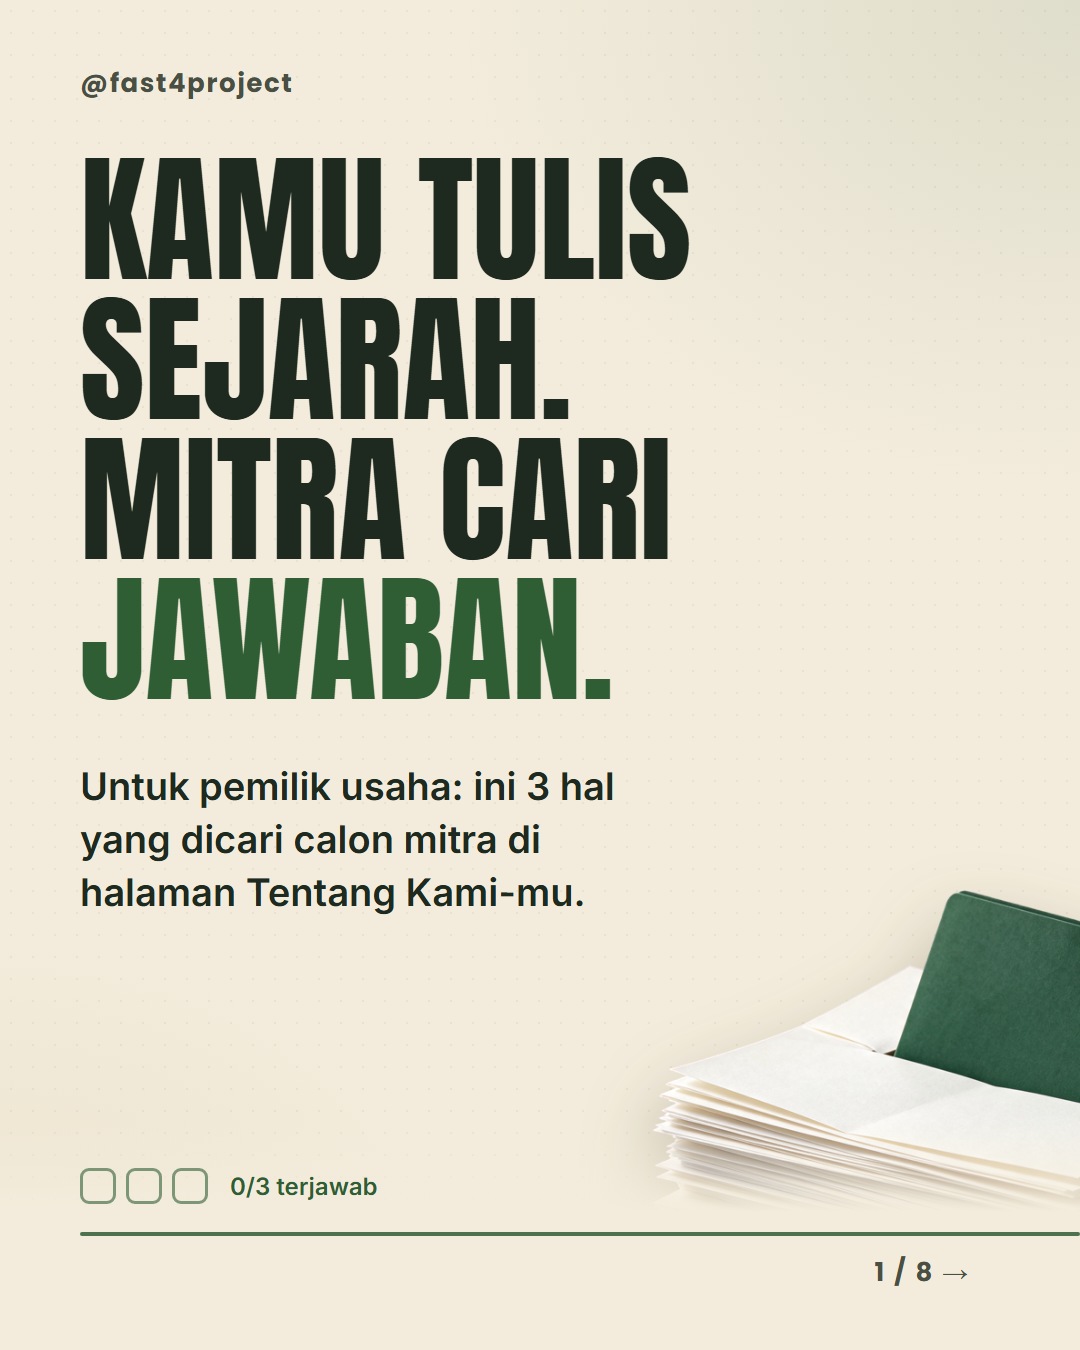 @fast4project
KAMU TULIS
SEJARAH.
MITRA CARI
JAWABAN.
Untuk pemilik usaha: ini 3 hal
yang dicari calon mitra di
halaman Tentang Kami-mu.
0/3 terjawab
1 / 8 →